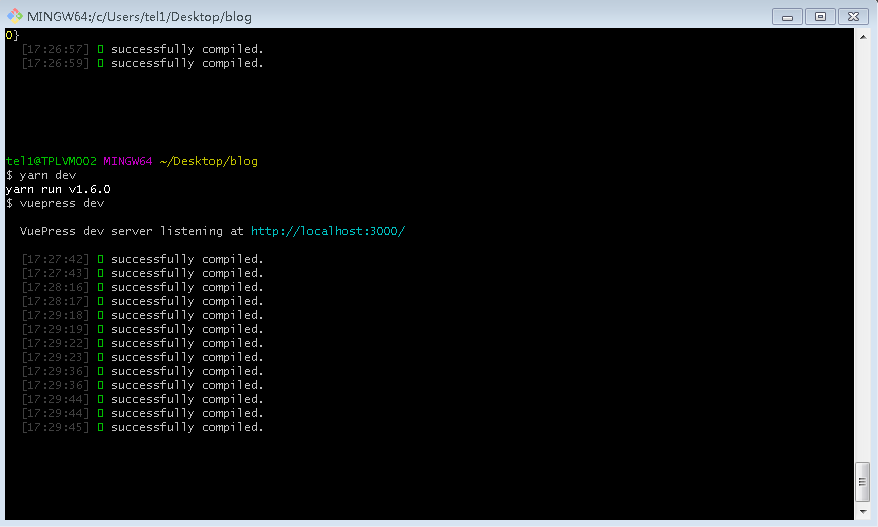 MINGW64:/c/Users/tel1/Desktop/blog
0}
[17:26:57] successfully compiled.
[17:26:59] successfully compiled.
tel1@TPLVM002 MINGW64 ~/Desktop/blog
$ yarn dev
yarn run v1.6.0
$ vuepress dev
VuePress dev server listening at http://localhost:3000/
[17:27:42] successfully compiled.
[17:27:43] successfully compiled.
[17:28:16] successfully compiled.
[17:28:17] successfully compiled.
[17:29:18] successfully compiled.
[17:29:19] successfully compiled.
[17:29:22] successfully compiled.
[17:29:23] successfully compiled.
[17:29:36] successfully compiled.
[17:29:36] successfully compiled.
[17:29:44] successfully compiled.
[17:29:44] successfully compiled.
[17:29:45] successfully compiled.